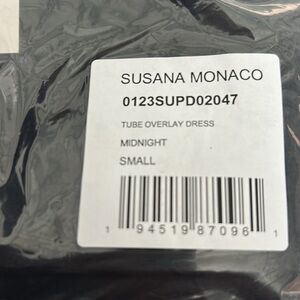 SUSANA MONACO
0123SUPD02047
TUBE OVERLAY DRESS
MIDNIGHT
SMALL
1 94519 87096 1